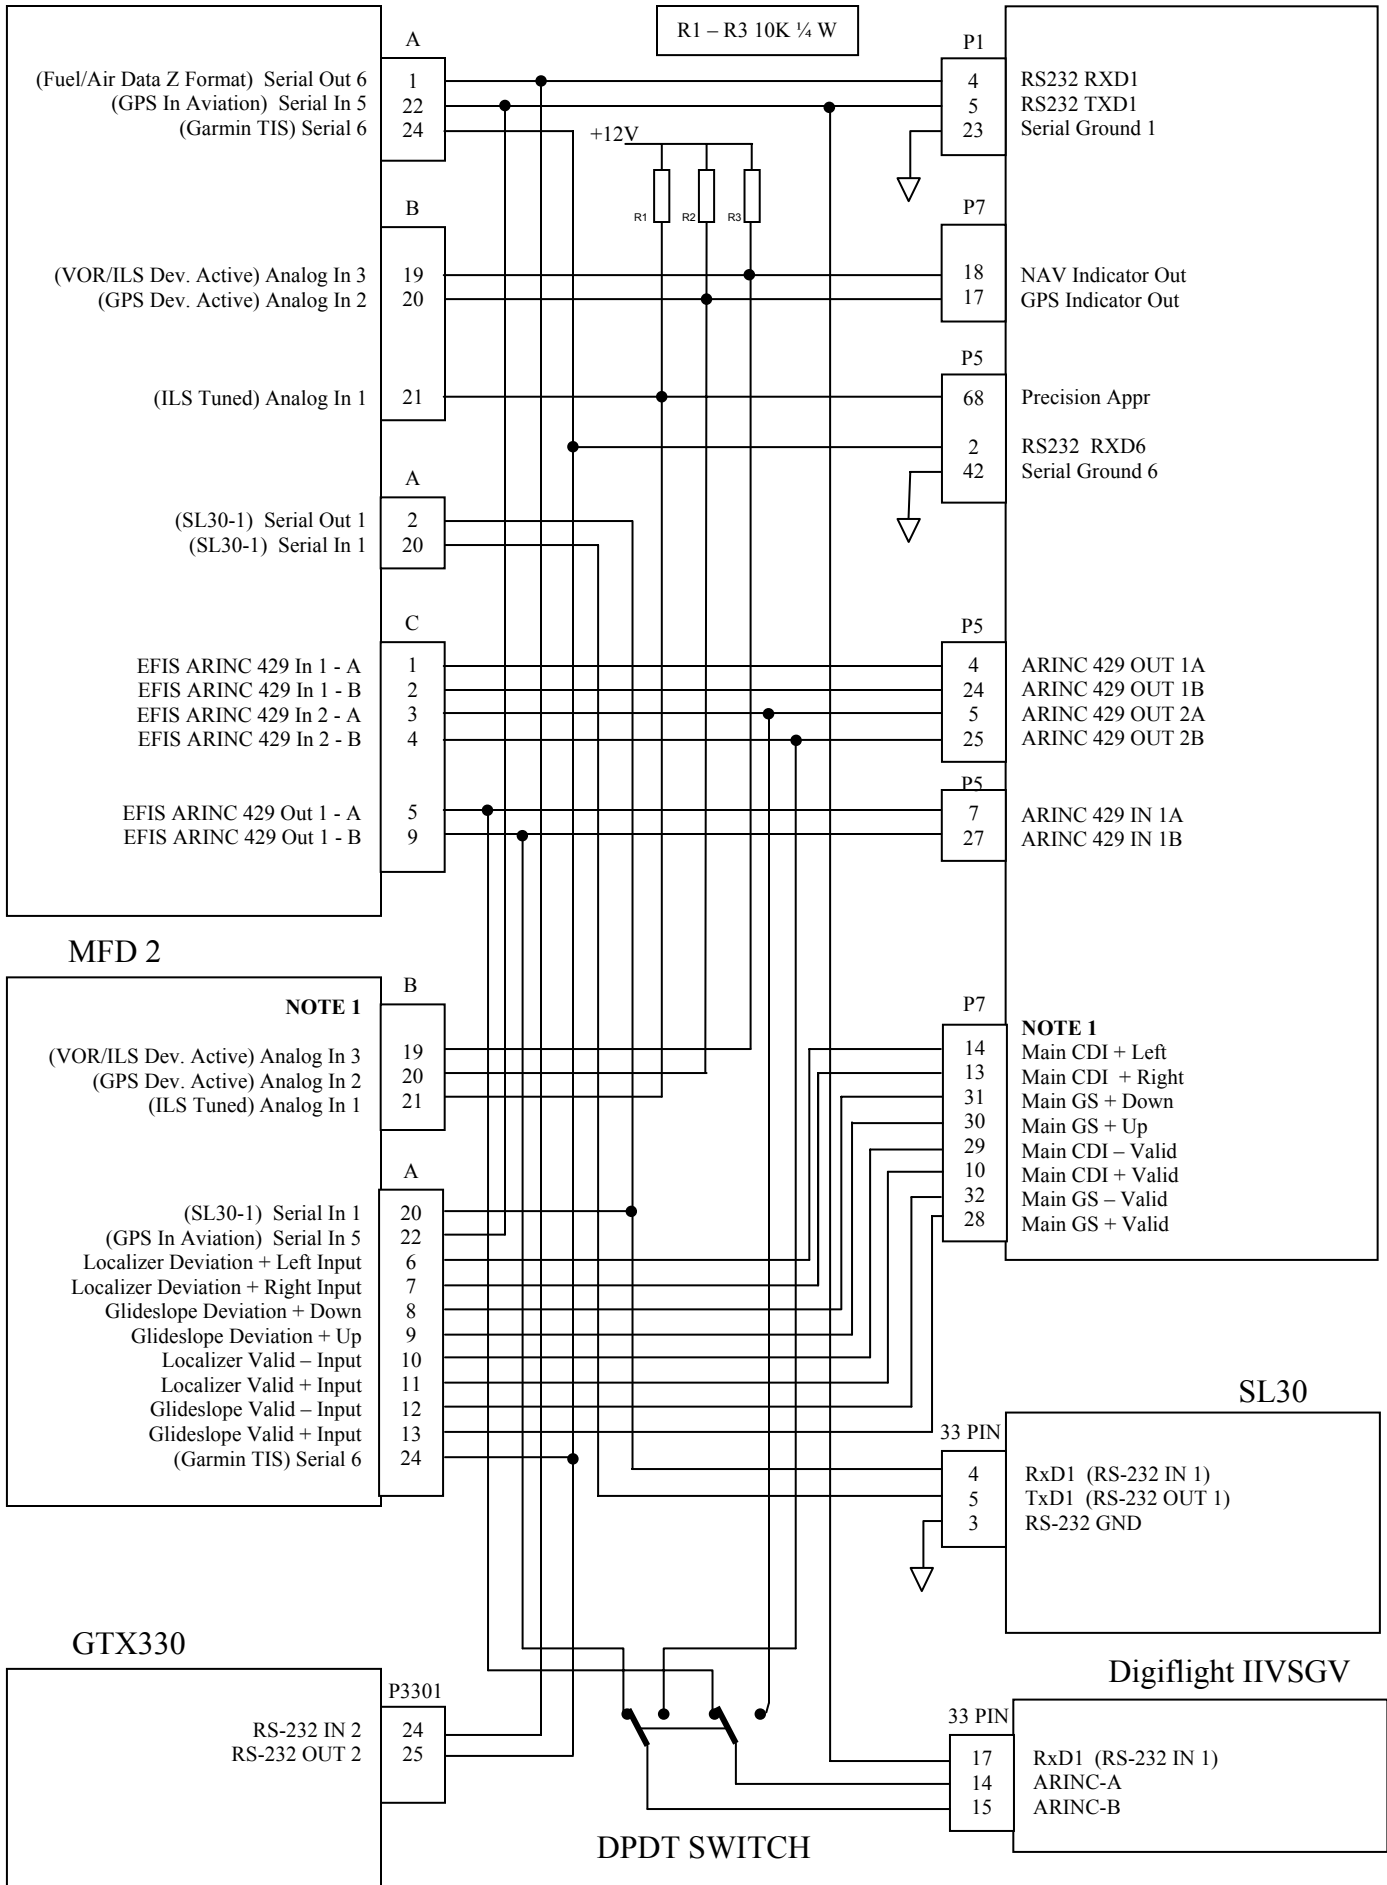 R1 – R3 10K ¼ W
A
(Fuel/Air Data Z Format) Serial Out 6 1
(GPS In Aviation) Serial In 5 22
(Garmin TIS) Serial 6 24
P1
4 RS232 RXD1
5 RS232 TXD1
23 Serial Ground 1
+12V
R1 R2 R3
B
(VOR/ILS Dev. Active) Analog In 3 19
(GPS Dev. Active) Analog In 2 20
(ILS Tuned) Analog In 1 21
P7
18 NAV Indicator Out
17 GPS Indicator Out
P5
68 Precision Appr
2 RS232 RXD6
42 Serial Ground 6
A
(SL30-1) Serial Out 1 2
(SL30-1) Serial In 1 20
C
EFIS ARINC 429 In 1 - A 1
EFIS ARINC 429 In 1 - B 2
EFIS ARINC 429 In 2 - A 3
EFIS ARINC 429 In 2 - B 4
EFIS ARINC 429 Out 1 - A 5
EFIS ARINC 429 Out 1 - B 9
P5
4 ARINC 429 OUT 1A
24 ARINC 429 OUT 1B
5 ARINC 429 OUT 2A
25 ARINC 429 OUT 2B
P5
7 ARINC 429 IN 1A
27 ARINC 429 IN 1B
MFD 2
NOTE 1
B
(VOR/ILS Dev. Active) Analog In 3 19
(GPS Dev. Active) Analog In 2 20
(ILS Tuned) Analog In 1 21
A
(SL30-1) Serial In 1 20
(GPS In Aviation) Serial In 5 22
Localizer Deviation + Left Input 6
Localizer Deviation + Right Input 7
Glideslope Deviation + Down 8
Glideslope Deviation + Up 9
Localizer Valid – Input 10
Localizer Valid + Input 11
Glideslope Valid – Input 12
Glideslope Valid + Input 13
(Garmin TIS) Serial 6 24
P7
NOTE 1
14 Main CDI + Left
13 Main CDI + Right
31 Main GS + Down
30 Main GS + Up
29 Main CDI – Valid
10 Main CDI + Valid
32 Main GS – Valid
28 Main GS + Valid
SL30
33 PIN
4 RxD1 (RS-232 IN 1)
5 TxD1 (RS-232 OUT 1)
3 RS-232 GND
GTX330
P3301
RS-232 IN 2 24
RS-232 OUT 2 25
Digiflight IIVSGV
33 PIN
17 RxD1 (RS-232 IN 1)
14 ARINC-A
15 ARINC-B
DPDT SWITCH